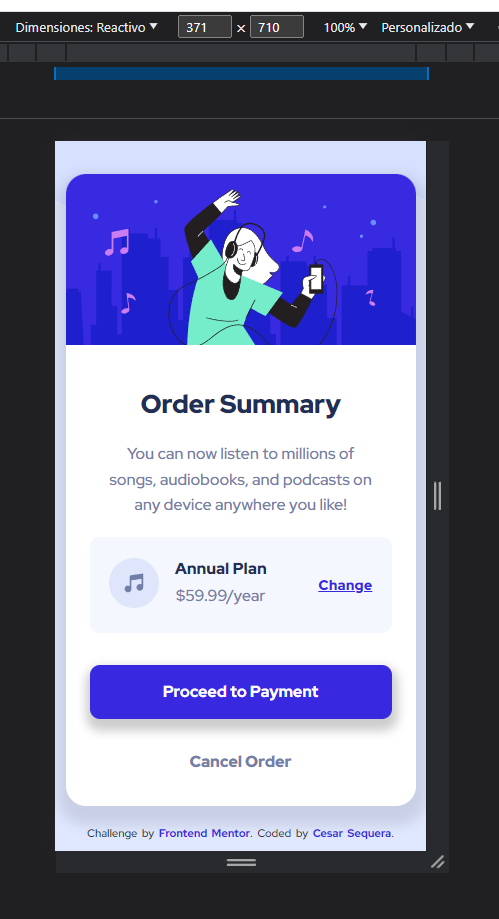 Dimensiones: Reactivo 371 × 710 100% Personalizado
Order Summary
You can now listen to millions of
songs, audiobooks, and podcasts on
any device anywhere you like!
Annual Plan
$59.99/year
Change
Proceed to Payment
Cancel Order
Challenge by Frontend Mentor. Coded by Cesar Sequera.